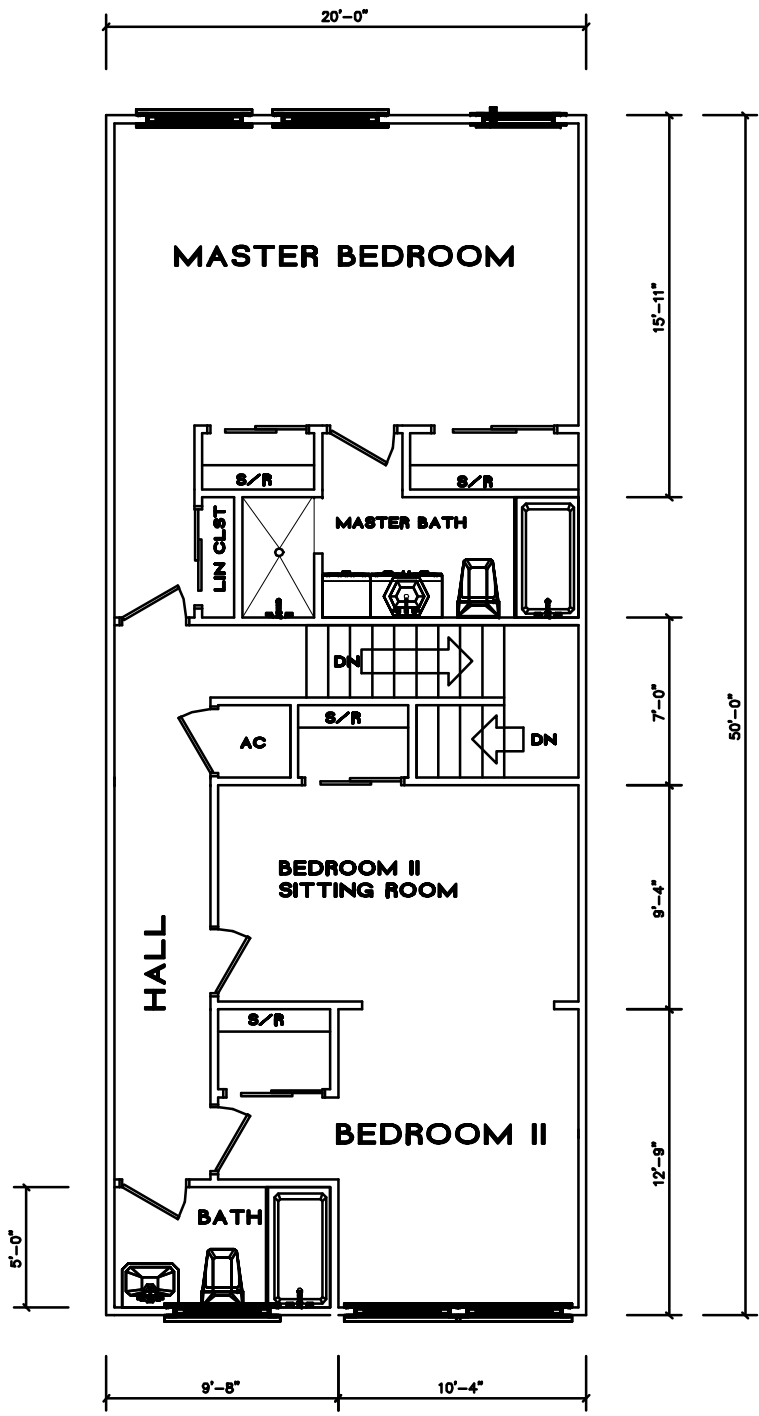 20'-0"
MASTER BEDROOM
15'-11"
S/R
S/R
LIN CLST
MASTER BATH
DN
7'-0"
50'-0"
S/R
AC
DN
BEDROOM II
SITTING ROOM
9'-4"
HALL
S/R
BEDROOM II
12'-9"
BATH
5'-0"
9'-8"
10'-4"